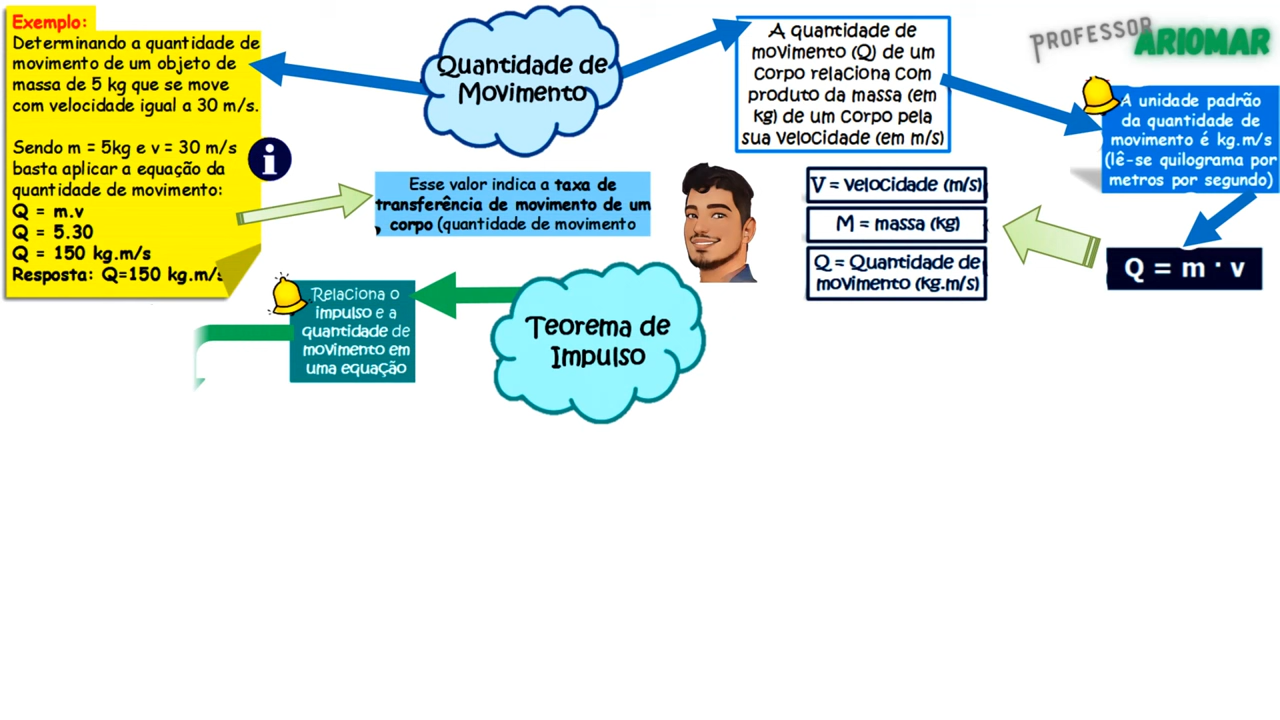 Exemplo:
Determinando a quantidade de
movimento de um objeto de
massa de 5 kg que se move
com velocidade igual a 30 m/s.
Sendo m = 5kg e v = 30 m/s
basta aplicar a equação da
quantidade de movimento:
Q = m.v
Q = 5.30
Q = 150 kg.m/s
Resposta: Q=150 kg.m/s
Quantidade de
Movimento
A quantidade de
movimento (Q) de um
corpo relaciona com
produto da massa (em
kg) de um corpo pela
sua velocidade (em m/s)
PROFESSOR
ARIOMAR
A unidade padrão
da quantidade de
movimento é kg.m/s
(lê-se quilograma por
metros por segundo)
Q = m · v
V = velocidade (m/s)
M = massa (kg)
Q = Quantidade de
movimento (kg.m/s)
i
Esse valor indica a taxa de
transferência de movimento de um
corpo (quantidade de movimento
Teorema de
Impulso
Relaciona o
impulso e a
quantidade de
movimento em
uma equação